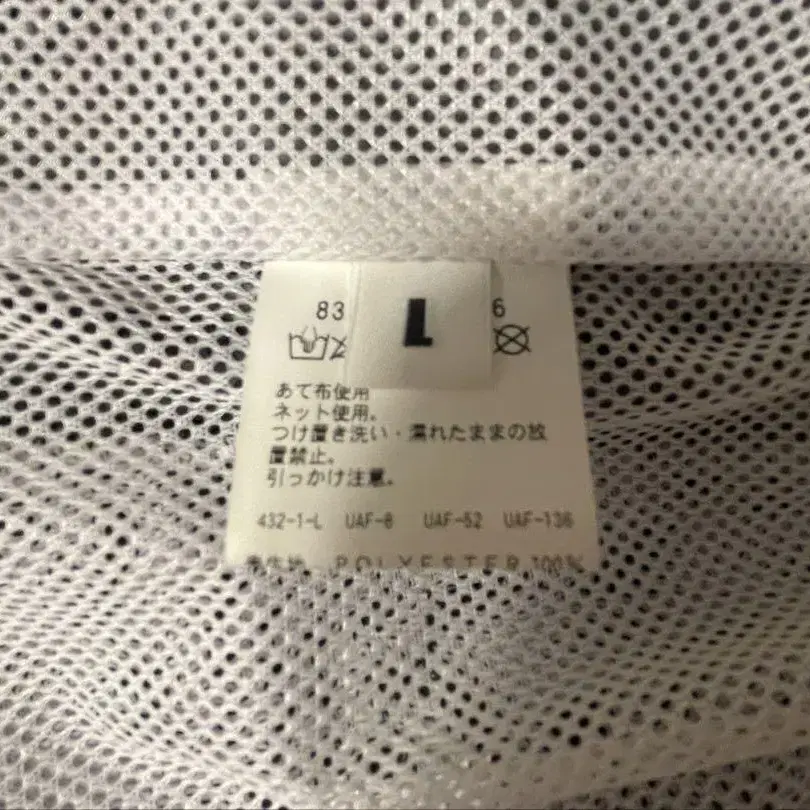 83
L
6
あて布使用
ネット使用。
つけ置き洗い・濡れたままの放
置禁止。
引っかけ注意。
432-1-L UAF-8 UAF-52 UAF-136
POLYESTER 100%